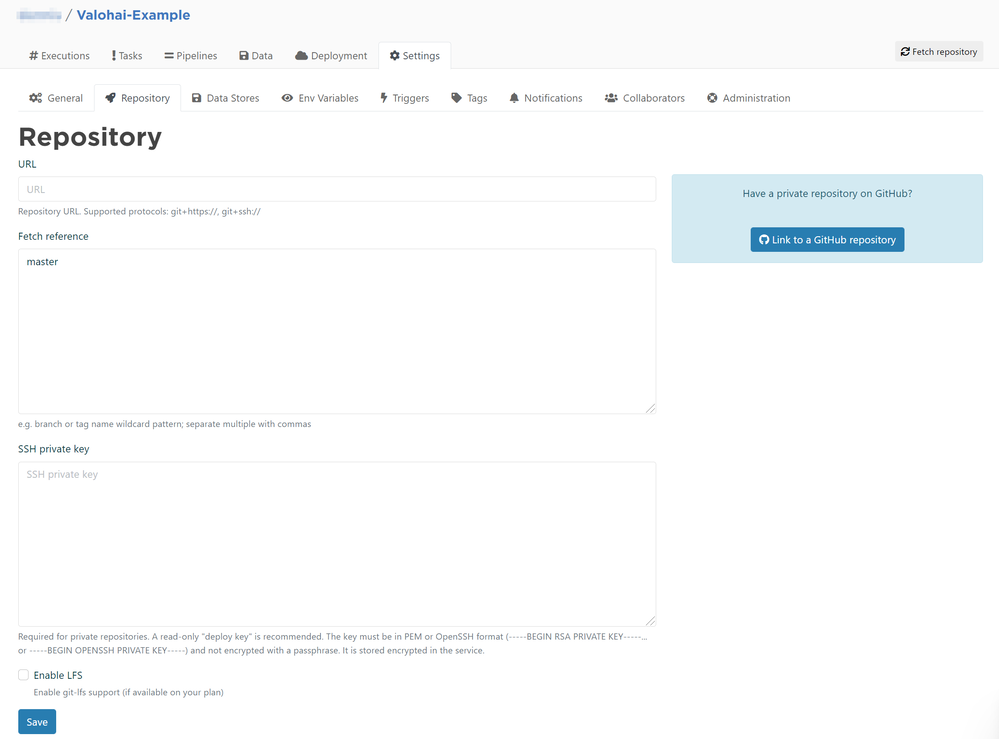 / Valohai-Example
Executions Tasks Pipelines Data Deployment Settings Fetch repository
General Repository Data Stores Env Variables Triggers Tags Notifications Collaborators Administration
Repository
URL
URL
Repository URL. Supported protocols: git+https://, git+ssh://
Have a private repository on GitHub?
Link to a GitHub repository
Fetch reference
master
e.g. branch or tag name wildcard pattern; separate multiple with commas
SSH private key
SSH private key
Required for private repositories. A read-only "deploy key" is recommended. The key must be in PEM or OpenSSH format (-----BEGIN RSA PRIVATE KEY-----...
or -----BEGIN OPENSSH PRIVATE KEY-----) and not encrypted with a passphrase. It is stored encrypted in the service.
Enable LFS
Enable git-lfs support (if available on your plan)
Save